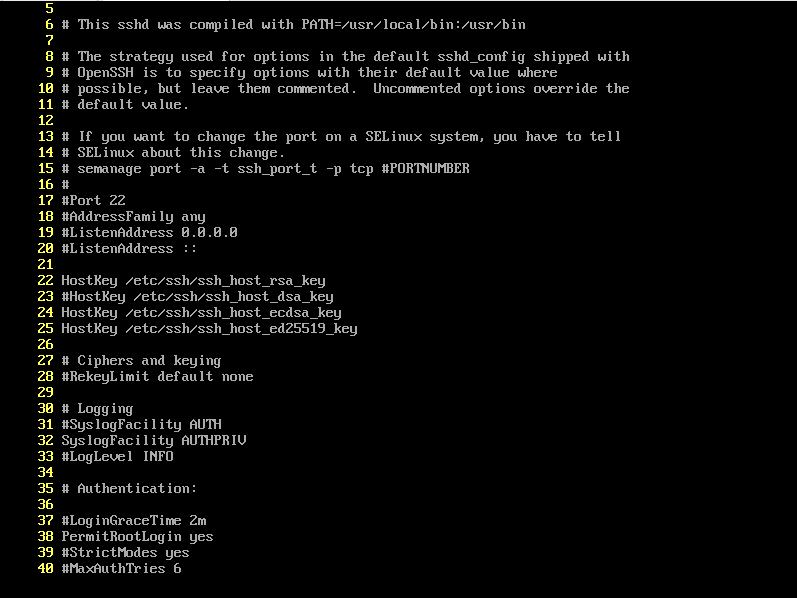 5
6 # This sshd was compiled with PATH=/usr/local/bin:/usr/bin
7
8 # The strategy used for options in the default sshd_config shipped with
9 # OpenSSH is to specify options with their default value where
10 # possible, but leave them commented.  Uncommented options override the
11 # default value.
12
13 # If you want to change the port on a SELinux system, you have to tell
14 # SELinux about this change.
15 # semanage port -a -t ssh_port_t -p tcp #PORTNUMBER
16 #
17 #Port 22
18 #AddressFamily any
19 #ListenAddress 0.0.0.0
20 #ListenAddress ::
21
22 HostKey /etc/ssh/ssh_host_rsa_key
23 #HostKey /etc/ssh/ssh_host_dsa_key
24 HostKey /etc/ssh/ssh_host_ecdsa_key
25 HostKey /etc/ssh/ssh_host_ed25519_key
26
27 # Ciphers and keying
28 #RekeyLimit default none
29
30 # Logging
31 #SyslogFacility AUTH
32 SyslogFacility AUTHPRIV
33 #LogLevel INFO
34
35 # Authentication:
36
37 #LoginGraceTime 2m
38 PermitRootLogin yes
39 #StrictModes yes
40 #MaxAuthTries 6